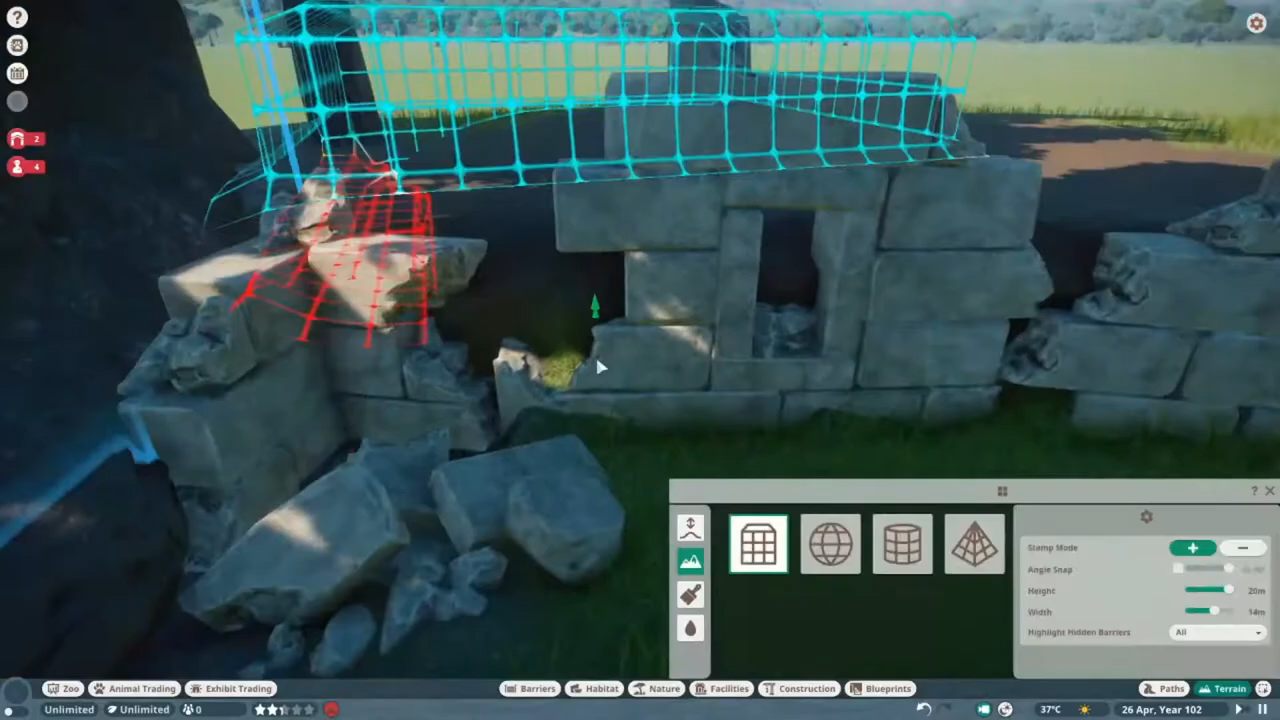 ?
2
4
? ×
Stamp Mode + −
Angle Snap
Height 20m
Width 14m
Highlight Hidden Barriers All
Zoo Animal Trading Exhibit Trading Barriers Habitat Nature Facilities Construction Blueprints Paths Terrain
Unlimited Unlimited 0 37°C 26 Apr, Year 102